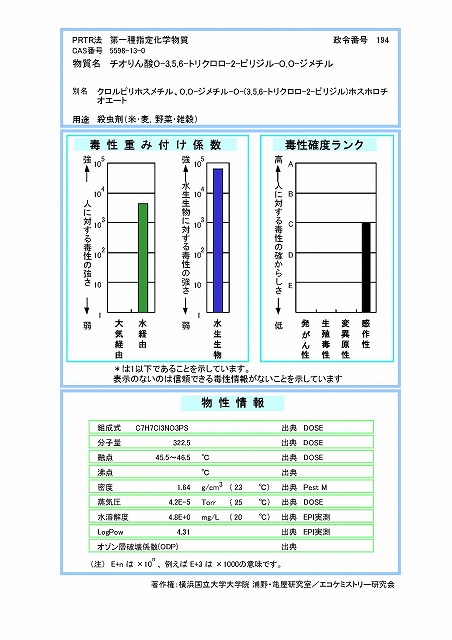 PRTR法 第一種指定化学物質 政令番号 194
CAS番号 5598-13-0
物質名 チオりん酸O-3,5,6-トリクロロ-2-ピリジル-O,O-ジメチル
別名 クロルピリホスメチル、O,O-ジメチル-O-(3,5,6-トリクロロ-2-ピリジル)ホスホロチ
オエート
用途 殺虫剤(米・麦,野菜・雑穀)
毒性重み付け係数
強
人に対する毒性の強さ
弱
10^5
10^4
10^3
10^2
10
1
大気経由
水経由
強
水生生物に対する毒性の強さ
弱
10^5
10^4
10^3
10^2
10
1
水生生物
毒性確度ランク
高
人に対する毒性の確からしさ
低
A
B
C
D
E
発がん性
生殖毒性
変異原性
感作性
*は1以下であることを示しています。
表示のないのは信頼できる毒性情報がないことを示しています
物性情報
組成式 C7H7Cl3NO3PS 出典 DOSE
分子量 322.5 出典 DOSE
融点 45.5～46.5 ℃ 出典 DOSE
沸点 ℃ 出典
密度 1.64 g/cm3 (23 ℃) 出典 Pest M
蒸気圧 4.2E-5 Torr (25 ℃) 出典 DOSE
水溶解度 4.8E+0 mg/L (20 ℃) 出典 EPI実測
LogPow 4.31 出典 EPI実測
オゾン層破壊係数(ODP) 出典
(注) E+n は ×10^n 、例えば E+3 は ×1000の意味です。
著作権:横浜国立大学大学院 浦野・亀屋研究室/エコケミストリー研究会